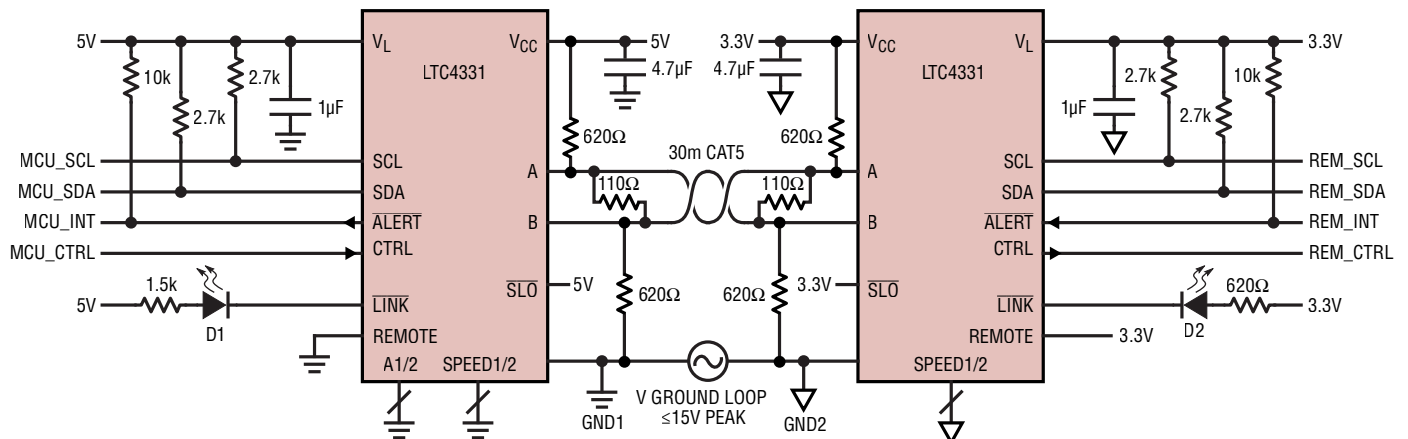 5V
10k
2.7k
2.7k
1µF
MCU_SCL
MCU_SDA
MCU_INT
MCU_CTRL
5V
1.5k
D1
VL
VCC
LTC4331
SCL
SDA
ALERT
CTRL
LINK
REMOTE
A1/2
SPEED1/2
A
B
SLO
5V
4.7µF
620Ω
110Ω
5V
620Ω
GND1
30m CAT5
V GROUND LOOP
≤15V PEAK
3.3V
4.7µF
620Ω
110Ω
3.3V
620Ω
GND2
VCC
VL
LTC4331
A
B
SLO
SCL
SDA
ALERT
CTRL
LINK
REMOTE
SPEED1/2
3.3V
1µF
2.7k
2.7k
10k
REM_SCL
REM_SDA
REM_INT
REM_CTRL
620Ω
3.3V
D2
3.3V